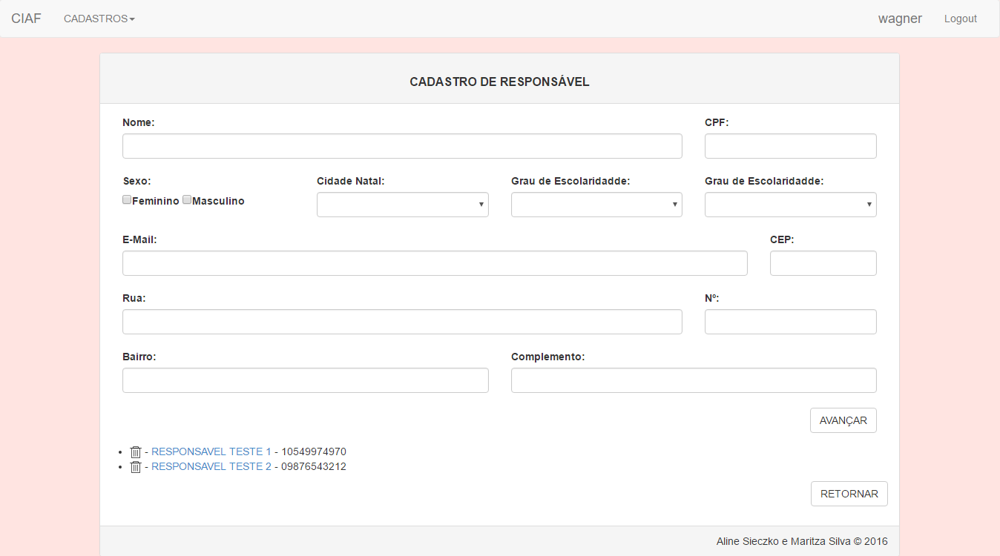 CIAF CADASTROS wagner Logout
CADASTRO DE RESPONSÁVEL
Nome: CPF:
Sexo: Cidade Natal: Grau de Escolaridadde: Grau de Escolaridadde:
Feminino Masculino
E-Mail: CEP:
Rua: Nº:
Bairro: Complemento:
AVANÇAR
• - RESPONSAVEL TESTE 1 - 10549974970
• - RESPONSAVEL TESTE 2 - 09876543212
RETORNAR
Aline Sieczko e Maritza Silva © 2016